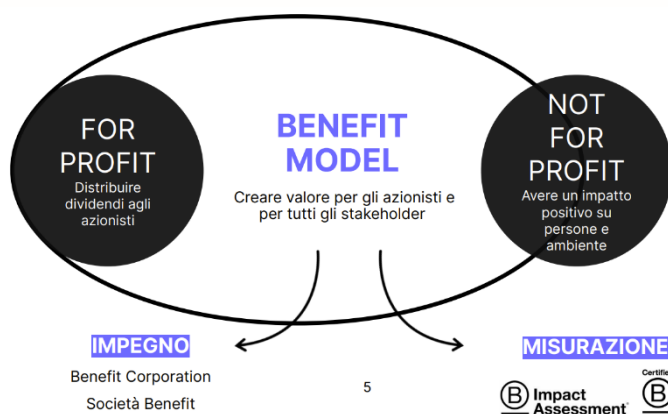 FOR
PROFIT
Distribuire
dividendi agli
azionisti
BENEFIT
MODEL
Creare valore per gli azionisti e
per tutti gli stakeholder
NOT
FOR
PROFIT
Avere un impatto
positivo su
persone e
ambiente
IMPEGNO
Benefit Corporation
Società Benefit
5
MISURAZIONE
B Impact
Assessment
Certifie
B